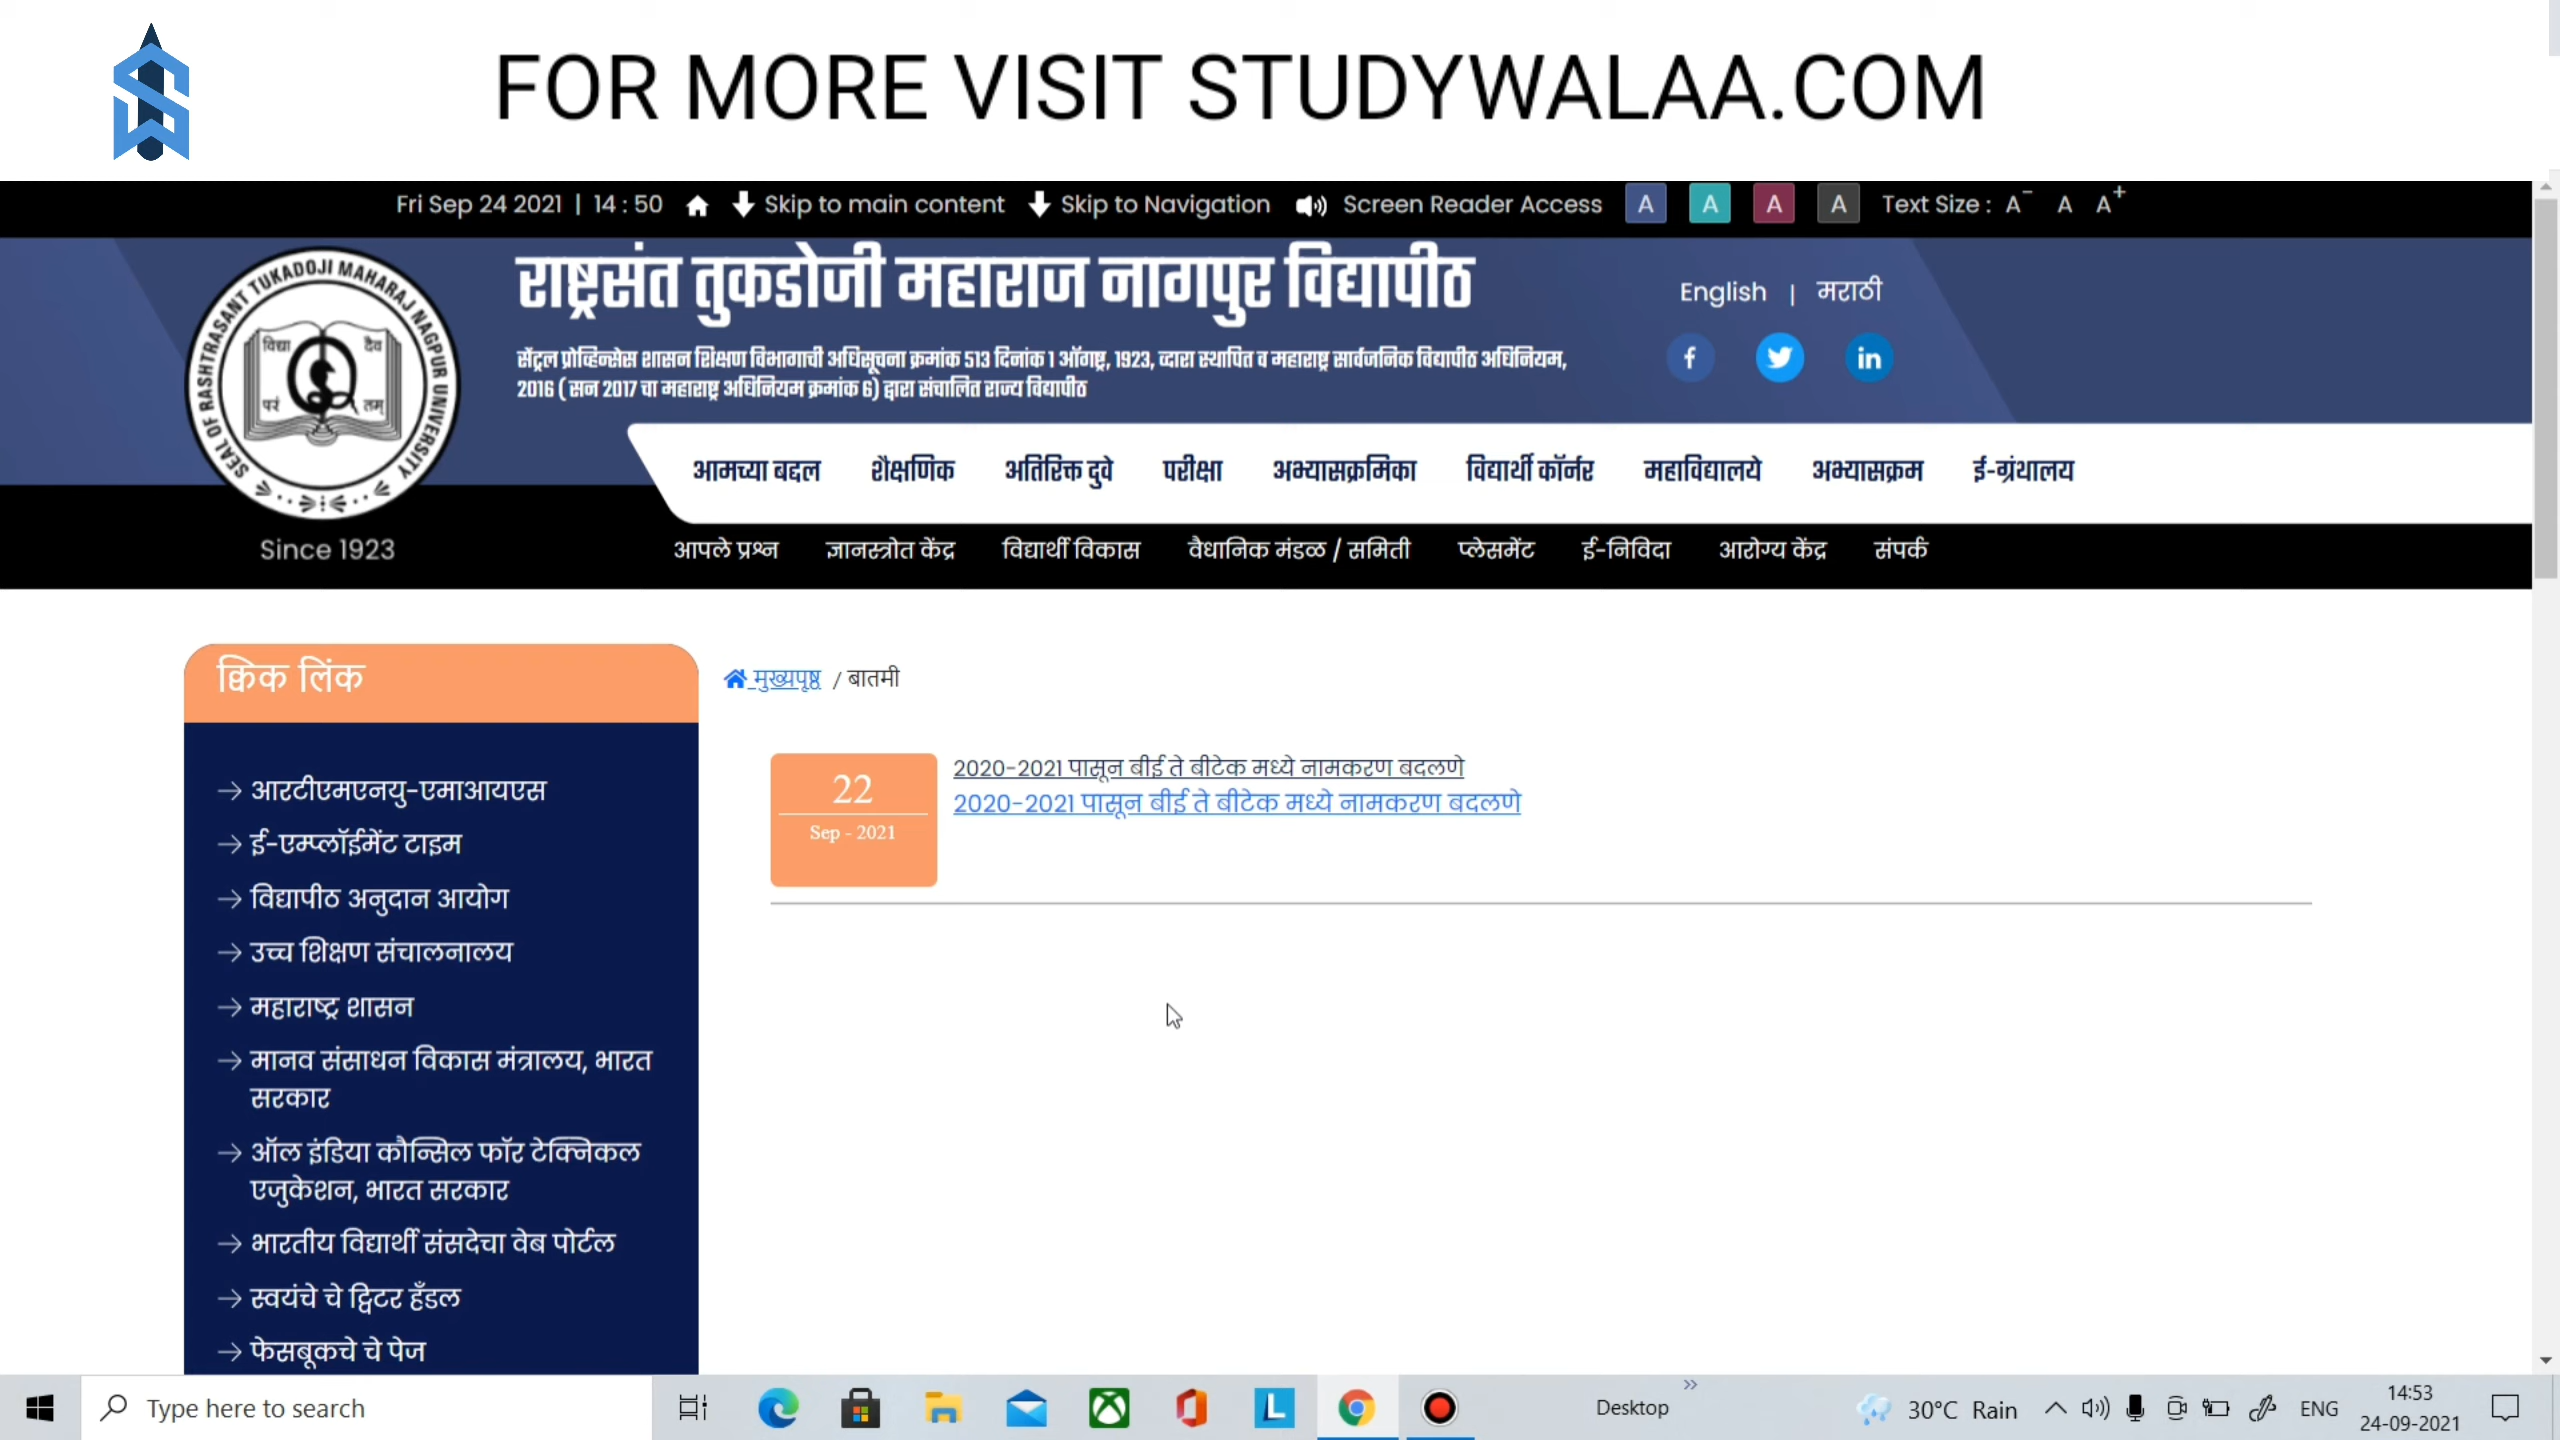 FOR MORE VISIT STUDYWALAA.COM
Fri Sep 24 2021 | 14 : 50 Skip to main content Skip to Navigation Screen Reader Access A A A A Text Size : A⁻ A A⁺
SEAL OF RASHTRASANT TUKADOJI MAHARAJ NAGPUR UNIVERSITY
विद्या दैव
परं तम्
Since 1923
राष्ट्रसंत तुकडोजी महाराज नागपुर विद्यापीठ
सेंट्रल प्रोव्हिन्सेस शासन शिक्षण विभागाची अधिसूचना क्रमांक 513 दिनांक 1 ऑगष्ट, 1923, व्दारा स्थापित व महाराष्ट्र सार्वजनिक विद्यापीठ अधिनियम,
2016 ( सन 2017 चा महाराष्ट्र अधिनियम क्रमांक 6) द्वारा संचालित राज्य विद्यापीठ
English | मराठी
आमच्या बद्दल शैक्षणिक अतिरिक्त दुवे परीक्षा अभ्यासक्रमिका विद्यार्थी कॉर्नर महाविद्यालये अभ्यासक्रम ई-ग्रंथालय
आपले प्रश्न ज्ञानस्त्रोत केंद्र विद्यार्थी विकास वैधानिक मंडळ / समिती प्लेसमेंट ई-निविदा आरोग्य केंद्र संपर्क
क्विक लिंक
→ आरटीएमएनयु-एमाआयएस
→ ई-एम्प्लॉईमेंट टाइम
→ विद्यापीठ अनुदान आयोग
→ उच्च शिक्षण संचालनालय
→ महाराष्ट्र शासन
→ मानव संसाधन विकास मंत्रालय, भारत
सरकार
→ ऑल इंडिया कौन्सिल फॉर टेक्निकल
एजुकेशन, भारत सरकार
→ भारतीय विद्यार्थी संसदेचा वेब पोर्टल
→ स्वयंचे चे ट्विटर हँडल
→ फेसबूकचे चे पेज
मुख्यपृष्ठ / बातमी
22
Sep - 2021
2020-2021 पासून बीई ते बीटेक मध्ये नामकरण बदलणे
2020-2021 पासून बीई ते बीटेक मध्ये नामकरण बदलणे
Type here to search
Desktop
30°C Rain
ENG
14:53
24-09-2021